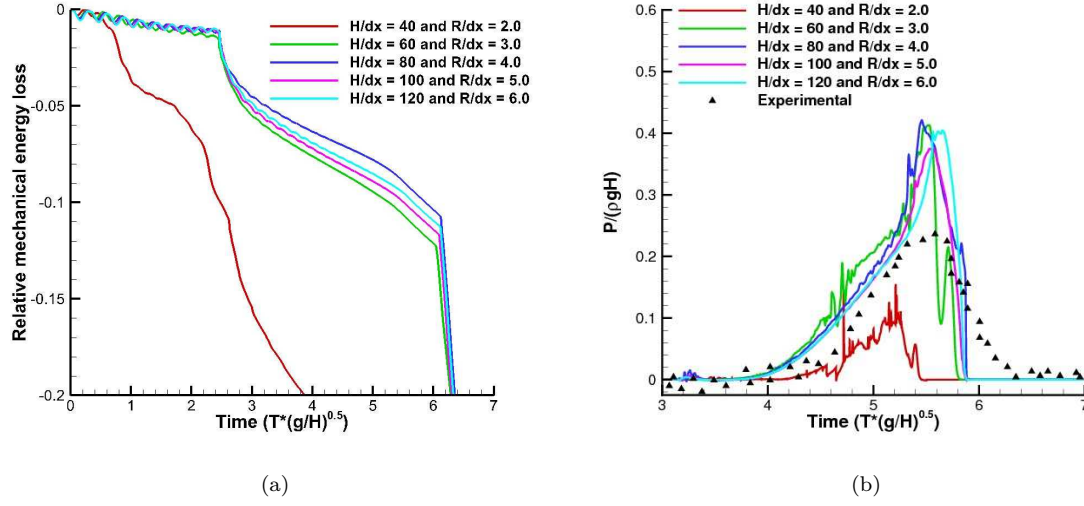 0
-0.05
-0.1
-0.15
-0.2
Relative mechanical energy loss
H/dx = 40 and R/dx = 2.0
H/dx = 60 and R/dx = 3.0
H/dx = 80 and R/dx = 4.0
H/dx = 100 and R/dx = 5.0
H/dx = 120 and R/dx = 6.0
0 1 2 3 4 5 6 7
Time (T*(g/H)^0.5)
(a)
0.6
0.5
0.4
0.3
0.2
0.1
0
P/(ρgH)
H/dx = 40 and R/dx = 2.0
H/dx = 60 and R/dx = 3.0
H/dx = 80 and R/dx = 4.0
H/dx = 100 and R/dx = 5.0
H/dx = 120 and R/dx = 6.0
Experimental
3 4 5 6 7
Time (T*(g/H)^0.5)
(b)